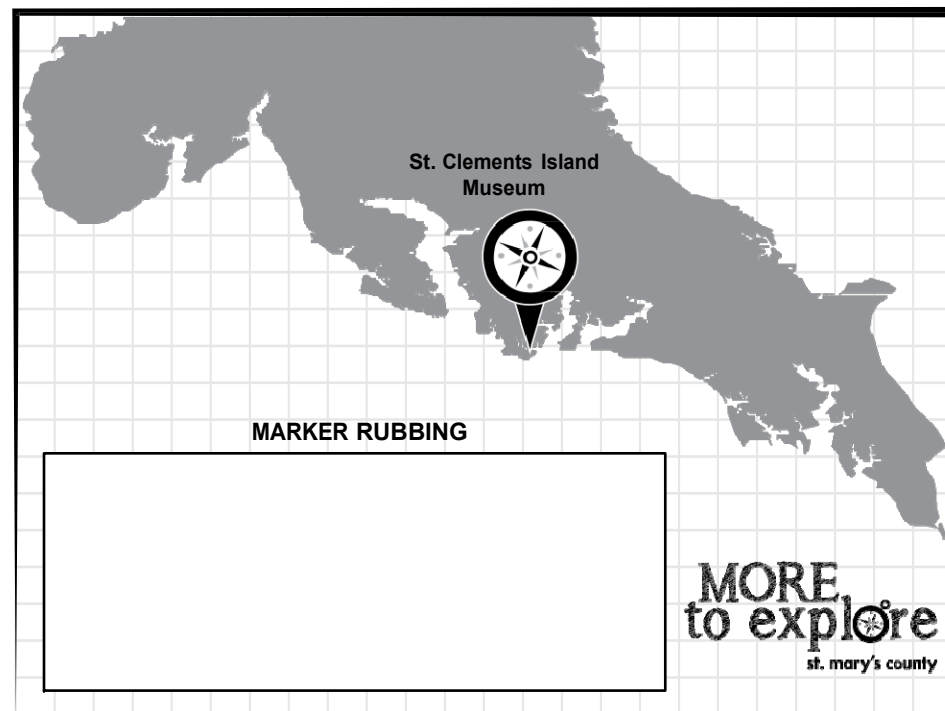 St. Clements Island
Museum
MARKER RUBBING
MORE
to explore
st. mary's county